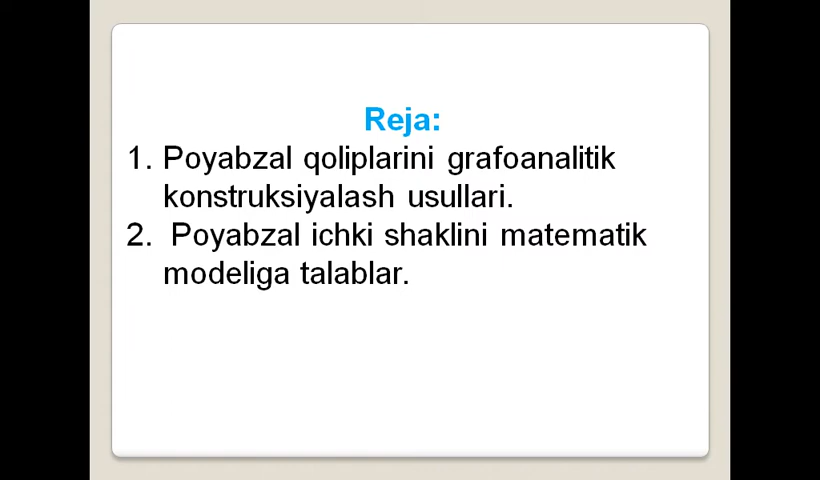 Reja:
1. Poyabzal qoliplarini grafoanalitik
konstruksiyalash usullari.
2. Poyabzal ichki shaklini matematik
modeliga talablar.